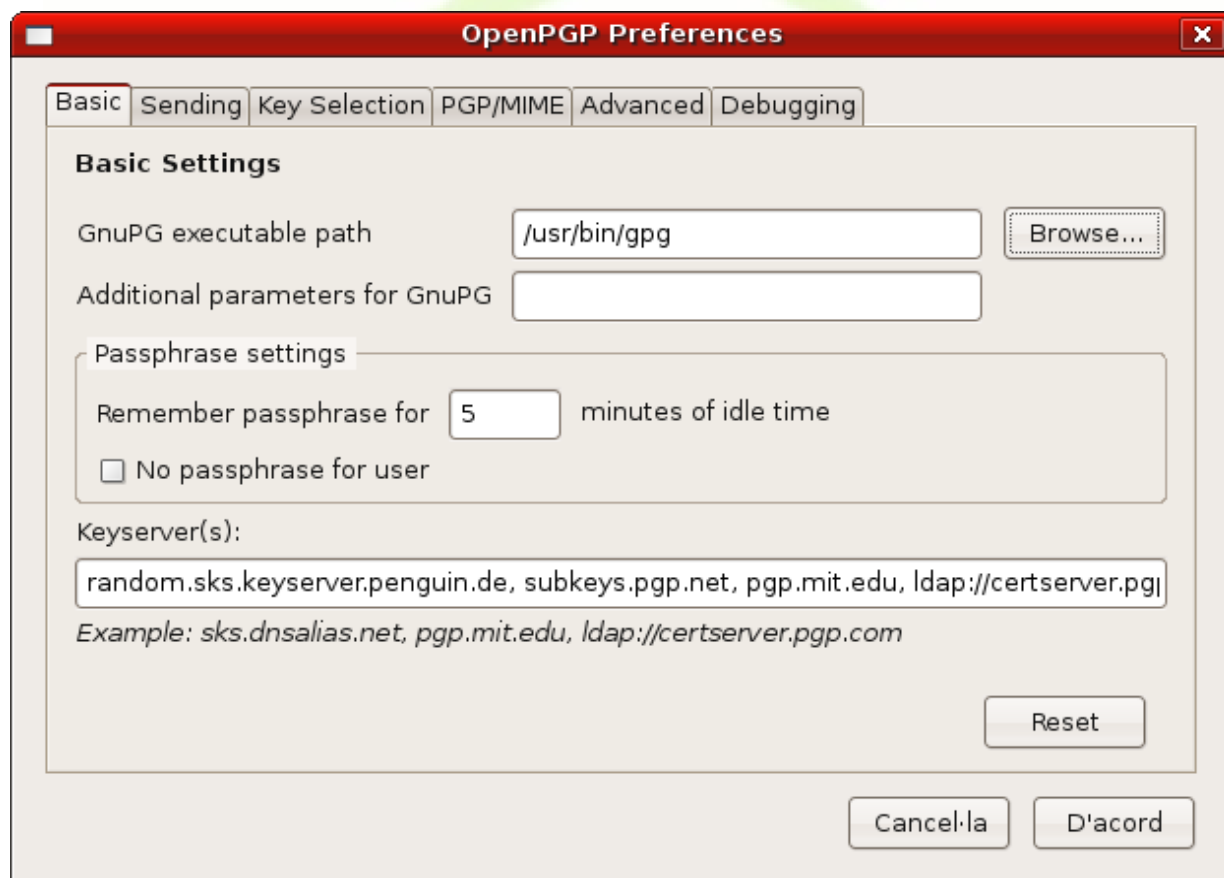 OpenPGP Preferences
Basic Sending Key Selection PGP/MIME Advanced Debugging
Basic Settings
GnuPG executable path /usr/bin/gpg Browse...
Additional parameters for GnuPG
Passphrase settings
Remember passphrase for 5 minutes of idle time
No passphrase for user
Keyserver(s):
random.sks.keyserver.penguin.de, subkeys.pgp.net, pgp.mit.edu, ldap://certserver.pg
Example: sks.dnsalias.net, pgp.mit.edu, ldap://certserver.pgp.com
Reset
Cancel·la D'acord